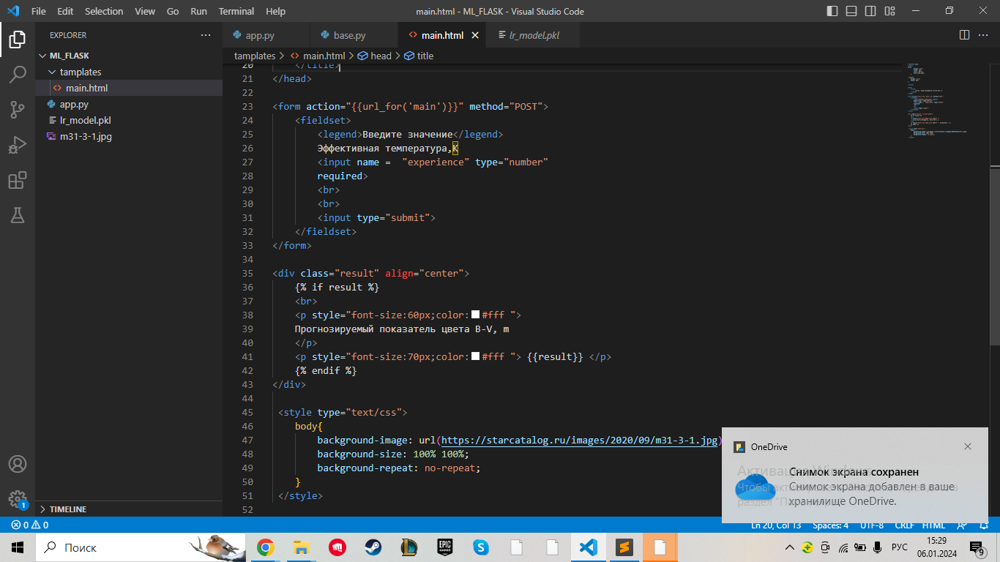 File Edit Selection View Go Run Terminal Help main.html - ML_FLASK - Visual Studio Code
EXPLORER
ML_FLASK
tamplates
main.html
app.py
lr_model.pkl
m31-3-1.jpg
TIMELINE
app.py base.py main.html lr_model.pkl
tamplates > main.html > head > title
20 </title>
21 </head>
22
23 <form action="{{url_for('main')}}" method="POST">
24 <fieldset>
25 <legend>Введите значение</legend>
26 Эффективная температура,К
27 <input name = "experience" type="number"
28 required>
29 <br>
30 <br>
31 <input type="submit">
32 </fieldset>
33 </form>
34
35 <div class="result" align="center">
36 {% if result %}
37 <br>
38 <p style="font-size:60px;color:#fff ">
39 Прогнозируемый показатель цвета B-V, m
40 </p>
41 <p style="font-size:70px;color:#fff "> {{result}} </p>
42 {% endif %}
43 </div>
44
45 <style type="text/css">
46 body{
47 background-image: url(https://starcatalog.ru/images/2020/09/m31-3-1.jpg)
48 background-size: 100% 100%;
49 background-repeat: no-repeat;
50 }
51 </style>
52
OneDrive
Активация Windows
Снимок экрана сохранен
Снимок экрана добавлен в ваше
хранилище OneDrive.
0 0 Ln 20, Col 13 Spaces: 4 UTF-8 CRLF HTML
1
Поиск
EPIC GAMES
РУС
15:29
06.01.2024
9